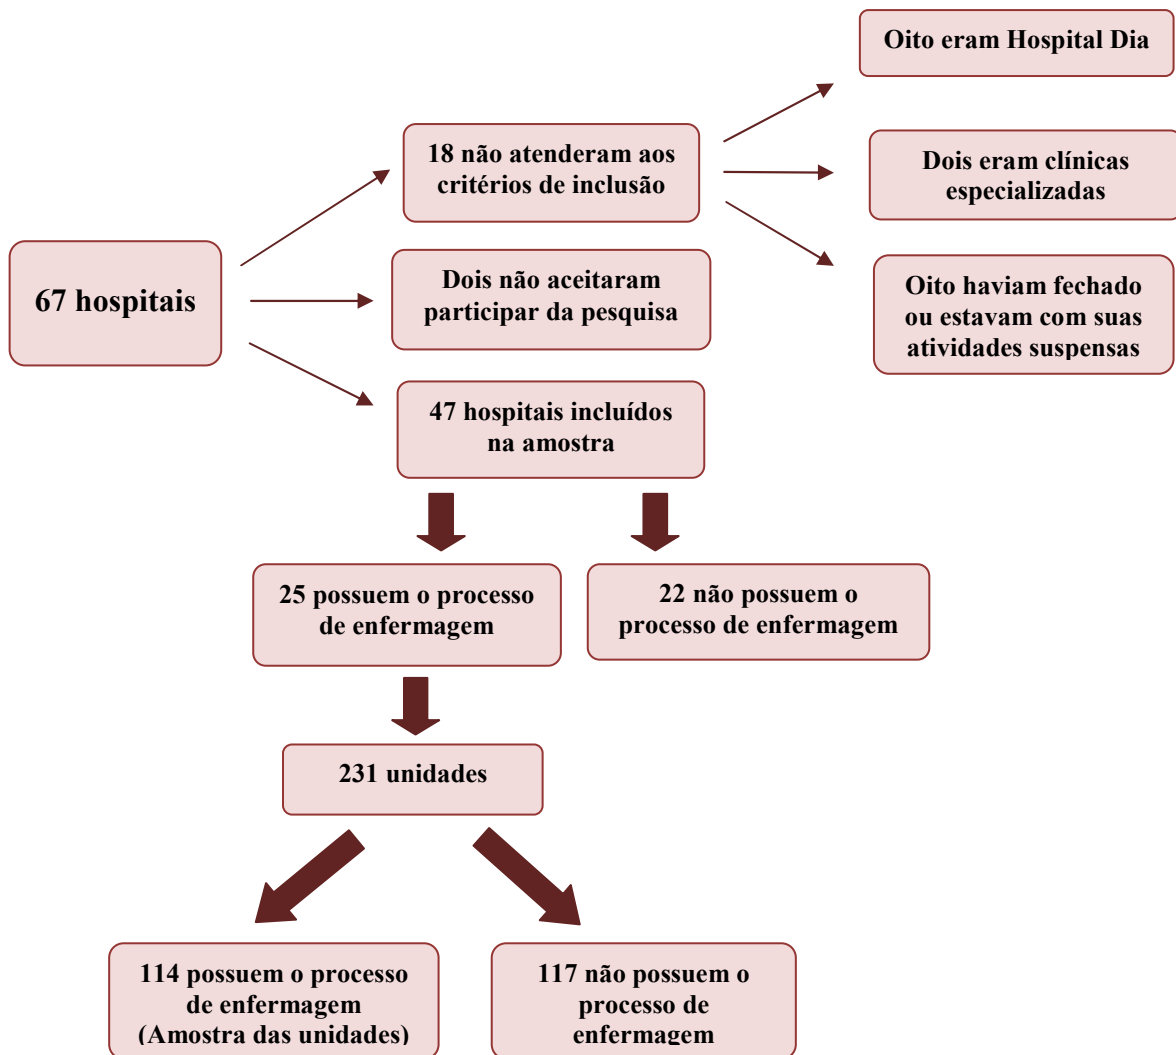 Oito eram Hospital Dia
18 não atenderam aos
critérios de inclusão
Dois eram clínicas
especializadas
67 hospitais
Dois não aceitaram
participar da pesquisa
Oito haviam fechado
ou estavam com suas
atividades suspensas
47 hospitais incluídos
na amostra
25 possuem o processo
de enfermagem
22 não possuem o
processo de enfermagem
231 unidades
114 possuem o processo
de enfermagem
(Amostra das unidades)
117 não possuem o
processo de
enfermagem